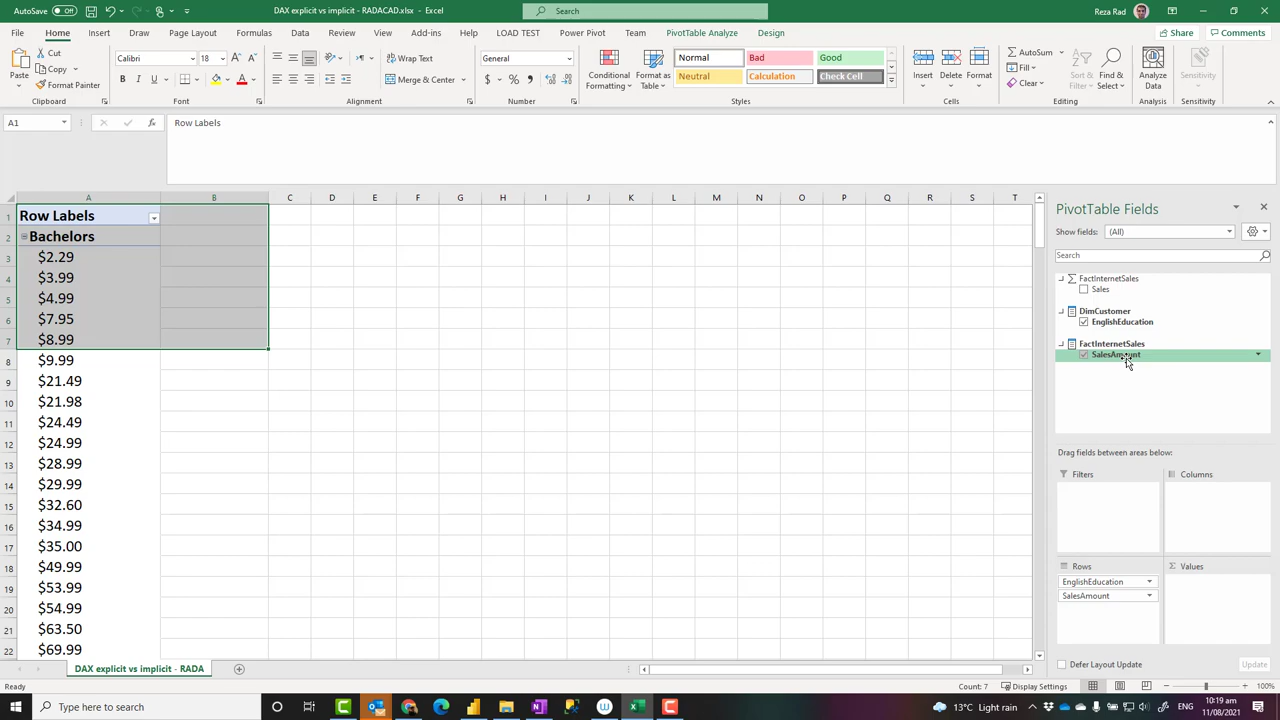 AutoSave Off
DAX explicit vs implicit - RADACAD.xlsx - Excel
Search
Reza Rad
File Home Insert Draw Page Layout Formulas Data Review View Add-ins Help LOAD TEST Power Pivot Team PivotTable Analyze Design
Share Comments
Paste
Cut
Copy
Format Painter
Clipboard
Calibri 18
B I U
Font
Wrap Text
Merge & Center
Alignment
General
Number
Conditional Formatting
Format as Table
Normal Bad Good
Neutral Calculation Check Cell
Styles
Insert Delete Format
Cells
AutoSum
Fill
Clear
Sort & Filter
Find & Select
Editing
Analyze Data
Analysis
Sensitivity
Sensitivity
A1
Row Labels
A B C D E F G H I J K L M N O P Q R S T
1 Row Labels
2 Bachelors
3 $2.29
4 $3.99
5 $4.99
6 $7.95
7 $8.99
8 $9.99
9 $21.49
10 $21.98
11 $24.49
12 $24.99
13 $28.99
14 $29.99
15 $32.60
16 $34.99
17 $35.00
18 $49.99
19 $53.99
20 $54.99
21 $63.50
22 $69.99
PivotTable Fields
Show fields: (All)
Search
FactInternetSales
Sales
DimCustomer
EnglishEducation
FactInternetSales
SalesAmount
Drag fields between areas below:
Filters
Columns
Rows
EnglishEducation
SalesAmount
Values
Defer Layout Update
Update
DAX explicit vs implicit - RADA
Ready
Count: 7
Display Settings
100%
Type here to search
13°C Light rain
ENG
10:19 am
11/08/2021